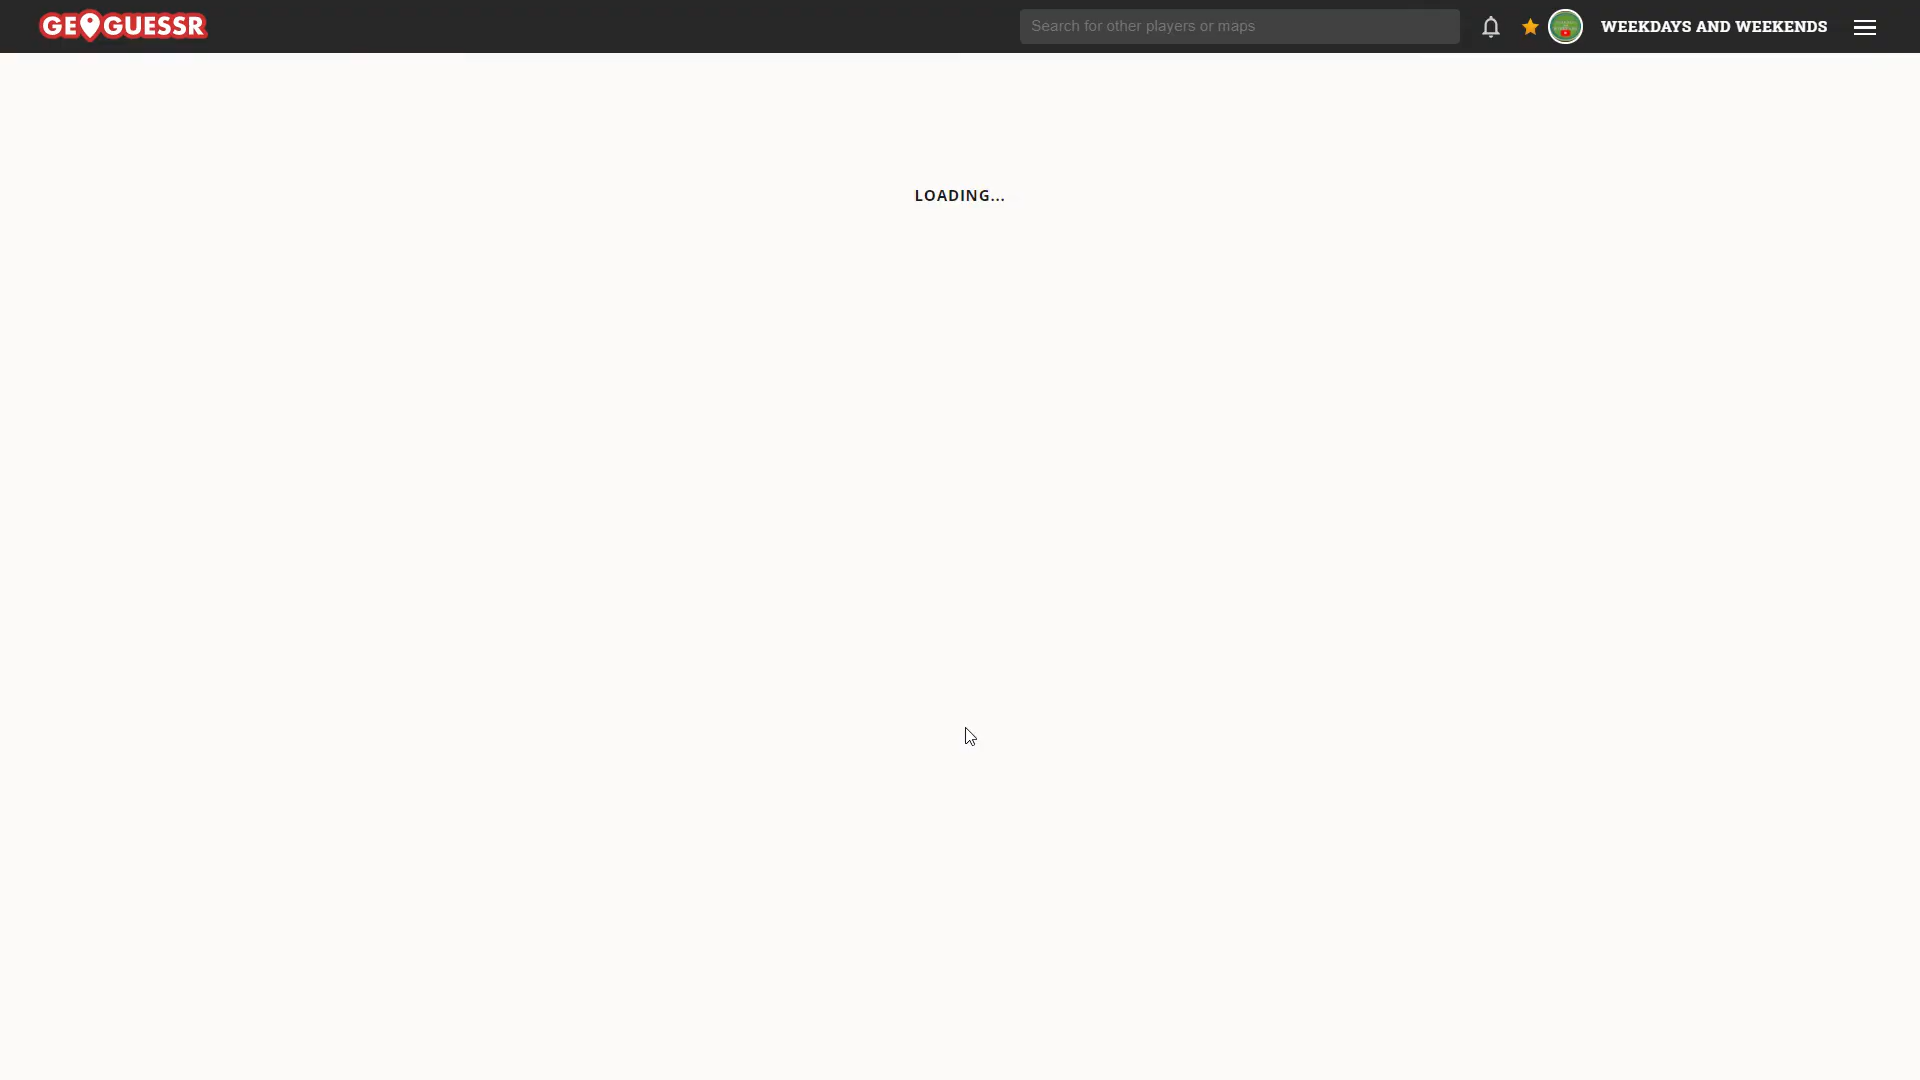 GEOGUESSR
Search for other players or maps
WEEKDAYS AND WEEKENDS
LOADING...